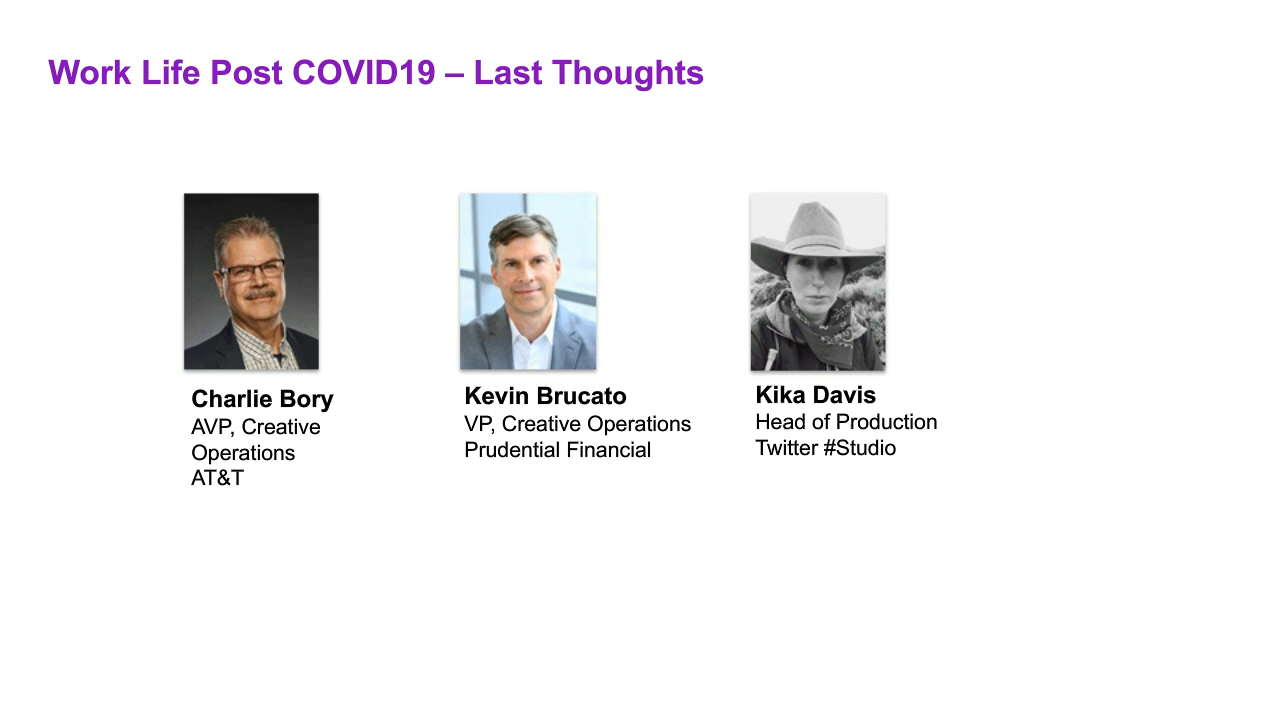 Work Life Post COVID19 – Last Thoughts
Charlie Bory
AVP, Creative
Operations
AT&T
Kevin Brucato
VP, Creative Operations
Prudential Financial
Kika Davis
Head of Production
Twitter #Studio